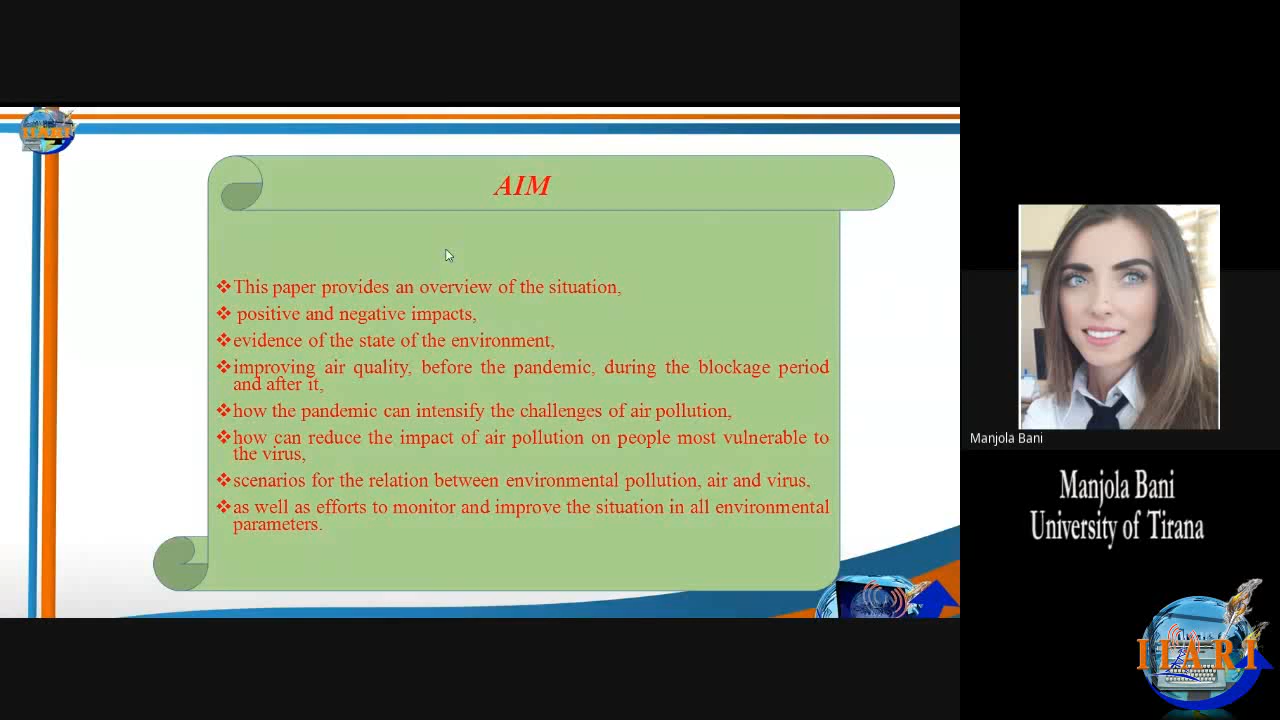 IIARI
AIM
❖This paper provides an overview of the situation,
❖ positive and negative impacts,
❖evidence of the state of the environment,
❖improving air quality, before the pandemic, during the blockage period
and after it,
❖how the pandemic can intensify the challenges of air pollution,
❖how can reduce the impact of air pollution on people most vulnerable to
the virus,
❖scenarios for the relation between environmental pollution, air and virus,
❖as well as efforts to monitor and improve the situation in all environmental
parameters.
Manjola Bani
Manjola Bani
University of Tirana
IIARI